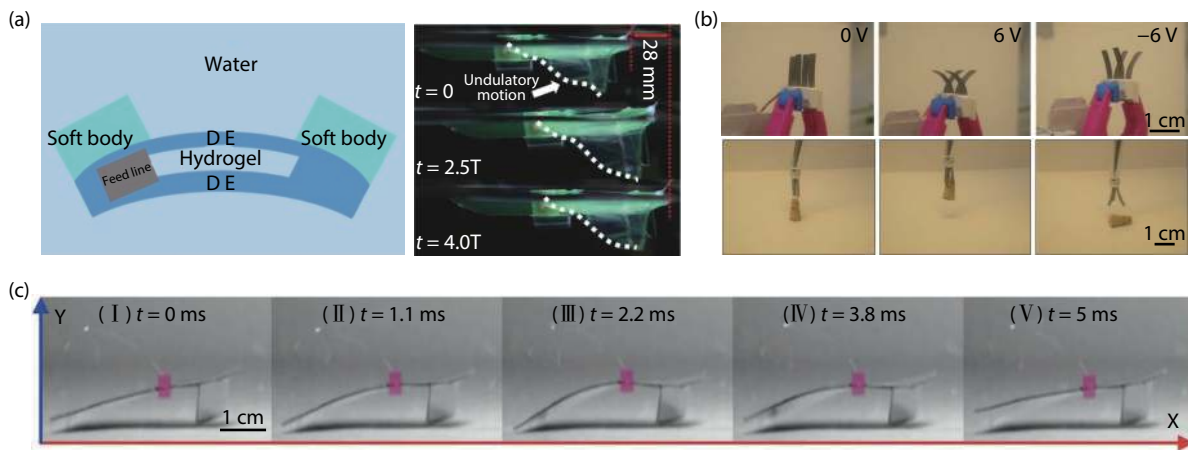 (a)
Water
Soft body
D E
Soft body
Hydrogel
Feed line
D E
28 mm
Undulatory
motion
t = 0
t = 2.5T
t = 4.0T
(b)
0 V
6 V
−6 V
1 cm
1 cm
(c)
Y
(Ⅰ) t = 0 ms
(Ⅱ) t = 1.1 ms
(Ⅲ) t = 2.2 ms
(Ⅳ) t = 3.8 ms
(Ⅴ) t = 5 ms
1 cm
X